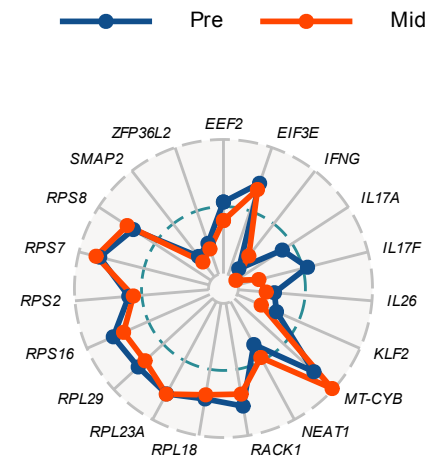 Pre Mid
EEF2
EIF3E
IFNG
IL17A
IL17F
IL26
KLF2
MT-CYB
NEAT1
RACK1
RPL18
RPL23A
RPL29
RPS16
RPS2
RPS7
RPS8
SMAP2
ZFP36L2